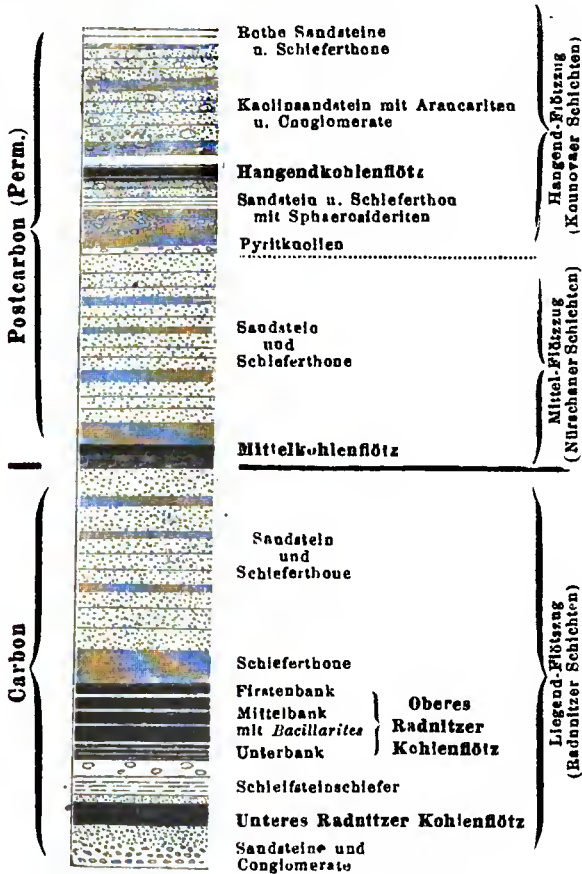 Postcarbon (Perm.)
Carbon
Rothe Sandsteine
u. Schieferthone
Kaolinsandstein mit Araucariten
u. Conglomerate
Hangendkohlenflötz
Sandstein u. Schieferthon
mit Sphaerosideriten
Pyritknollen
Sandstein
und
Schieferthone
Mittelkohlenflötz
Sandstein
und
Schieferthone
Schieferthone
Firstenbank
Mittelbank
mit Bacillarites
Unterbank
Oberes
Radnitzer
Kohlenflötz
Schleifsteinschiefer
Unteres Radnitzer Kohlenflötz
Sandsteine und
Conglomerate
Hangend-Flötzzug
(Kounovaer Schichten)
Mittel-Flötzzug
(Nürschaner Schichten)
Liegend-Flötzzug
(Radnitzer Schichten)